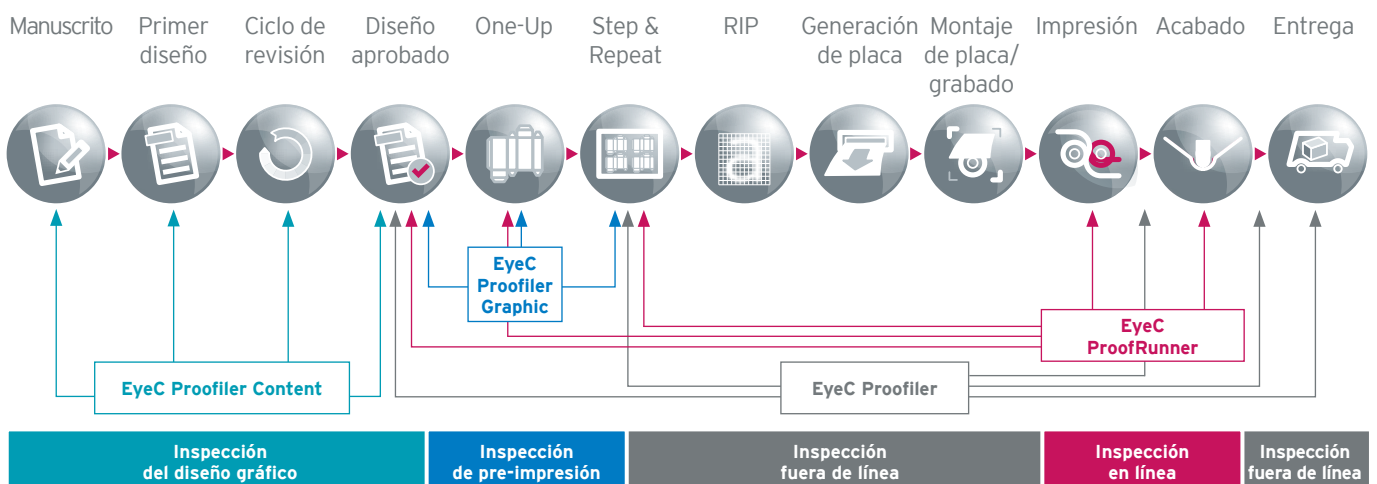 Manuscrito
Primer
diseño
Ciclo de
revisión
Diseño
aprobado
One-Up
Step &
Repeat
RIP
Generación
de placa
Montaje
de placa/
grabado
Impresión
Acabado
Entrega
a
EyeC
Proofiler
Graphic
EyeC
ProofRunner
EyeC Proofiler Content
EyeC Proofiler
Inspección
del diseño gráfico
Inspección
de pre-impresión
Inspección
fuera de línea
Inspección
en línea
Inspección
fuera de línea